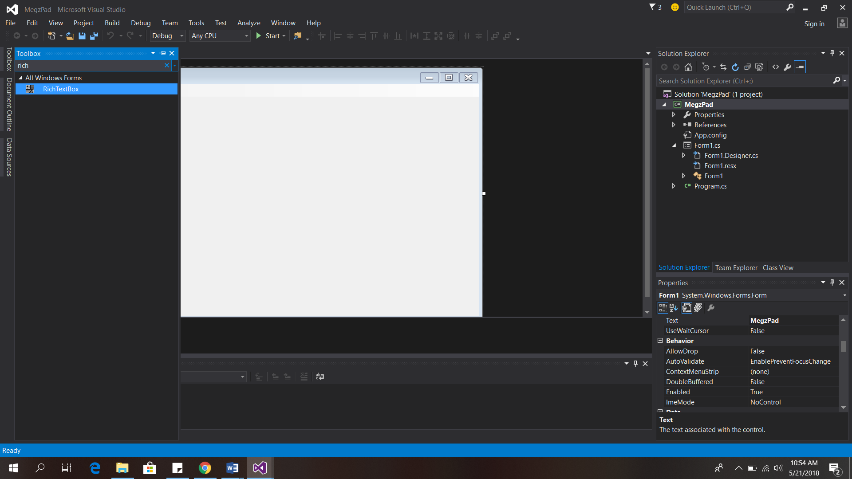 MegzPad - Microsoft Visual Studio
3
Quick Launch (Ctrl+Q)
File Edit View Project Build Debug Team Tools Test Analyze Window Help
Sign in
Debug Any CPU Start
Toolbox
Document Outline
Data Sources
Toolbox
rich
All Windows Forms
RichTextBox
Solution Explorer
Search Solution Explorer (Ctrl+;)
Solution 'MegzPad' (1 project)
MegzPad
Properties
References
App.config
Form1.cs
Form1.Designer.cs
Form1.resx
Form1
Program.cs
Solution Explorer Team Explorer Class View
Properties
Form1 System.Windows.Forms.Form
Text MegzPad
UseWaitCursor False
Behavior
AllowDrop False
AutoValidate EnablePreventFocusChange
ContextMenuStrip (none)
DoubleBuffered False
Enabled True
ImeMode NoControl
Data
Text
The text associated with the control.
Ready
10:54 AM
5/21/2018
2